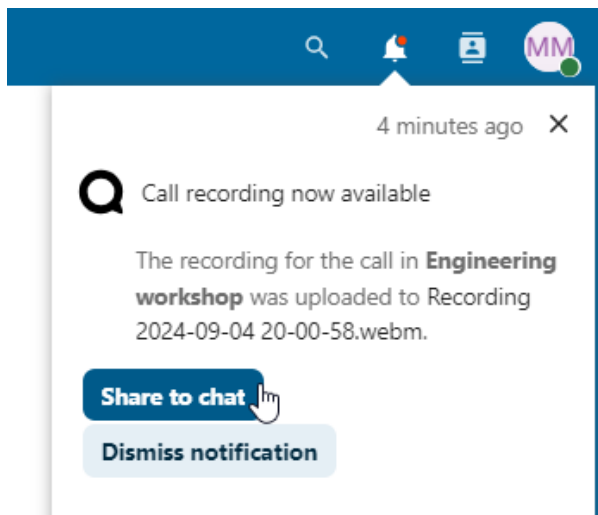 MM
4 minutes ago
Call recording now available
The recording for the call in Engineering
workshop was uploaded to Recording
2024-09-04 20-00-58.webm.
Share to chat
Dismiss notification